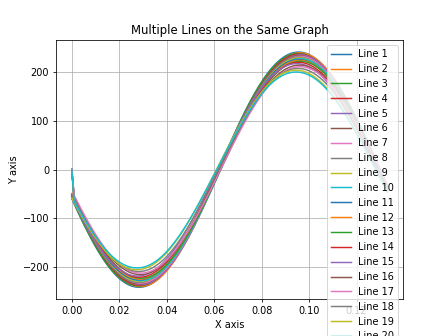 Multiple Lines on the Same Graph
Y axis
200
100
0
−100
−200
0.00
0.02
0.04
0.06
0.08
0.10
X axis
Line 1
Line 2
Line 3
Line 4
Line 5
Line 6
Line 7
Line 8
Line 9
Line 10
Line 11
Line 12
Line 13
Line 14
Line 15
Line 16
Line 17
Line 18
Line 19
Line 20